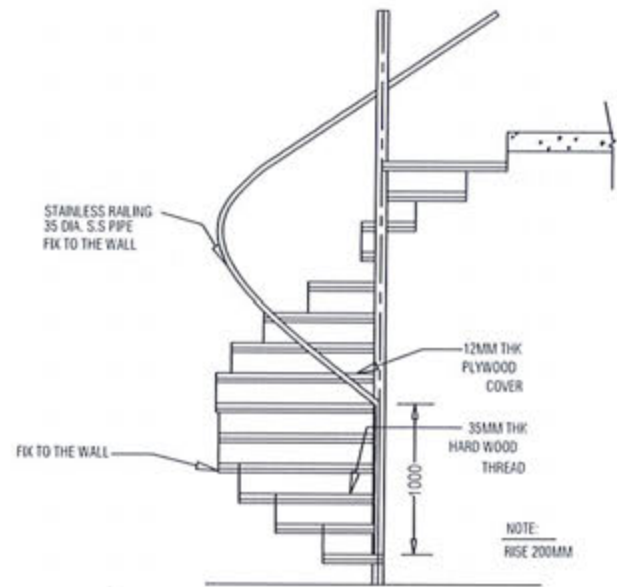 STAINLESS RAILING
35 DIA. S.S PIPE
FIX TO THE WALL
12MM THK
PLYWOOD
COVER
35MM THK
HARD WOOD
THREAD
FIX TO THE WALL
1000
NOTE:
RISE 200MM